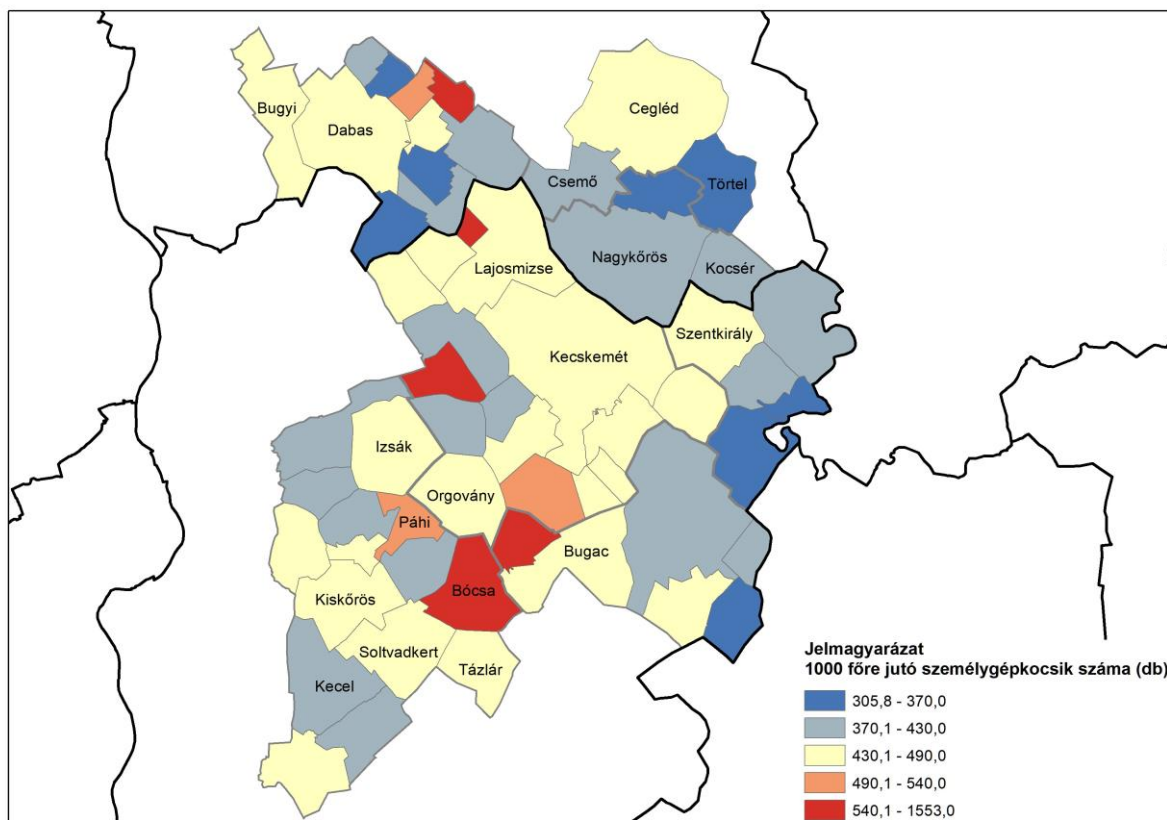 Bugyi
Dabas
Cegléd
Csemő
Törtel
Nagykőrös
Kocsér
Lajosmizse
Szentkirály
Kecskemét
Izsák
Orgovány
Páhi
Bugac
Bócsa
Kiskőrös
Soltvadkert
Tázlár
Kecel
Jelmagyarázat
1000 főre jutó személygépkocsik száma (db)
305,8 - 370,0
370,1 - 430,0
430,1 - 490,0
490,1 - 540,0
540,1 - 1553,0